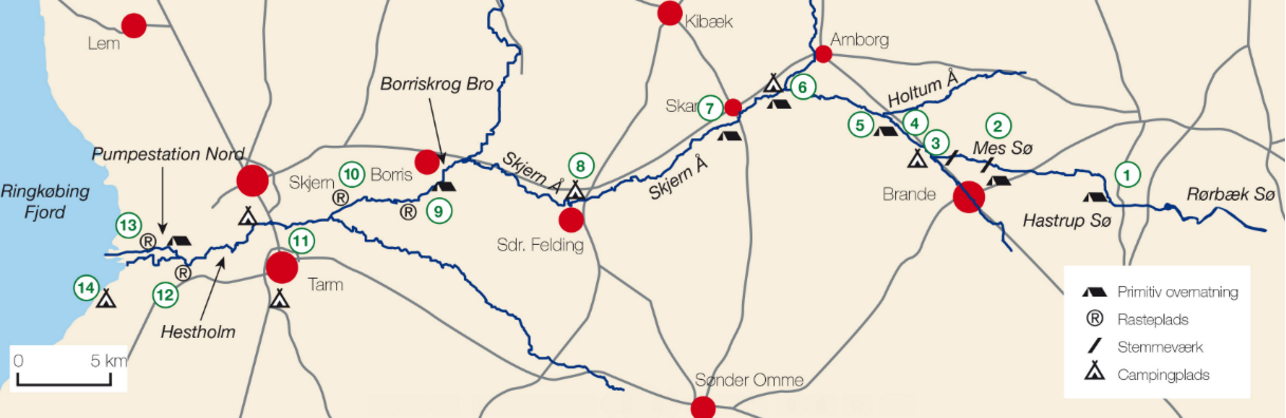 Lem
Kibæk
Arnborg
Borriskrog Bro
Holtum Å
6
7
Skar
5
4
2
3
Mes Sø
Pumpestation Nord
Skjern Å
8
Skjern Å
1
Skjern
10
Borris
Ringkøbing
Fjord
Rørbæk Sø
Brande
9
Hastrup Sø
13
Sdr. Felding
11
Tarm
14
12
Hestholm
0 5 km
Sønder Omme
Primitiv overnatning
® Rasteplads
Stemmeværk
Campingplads